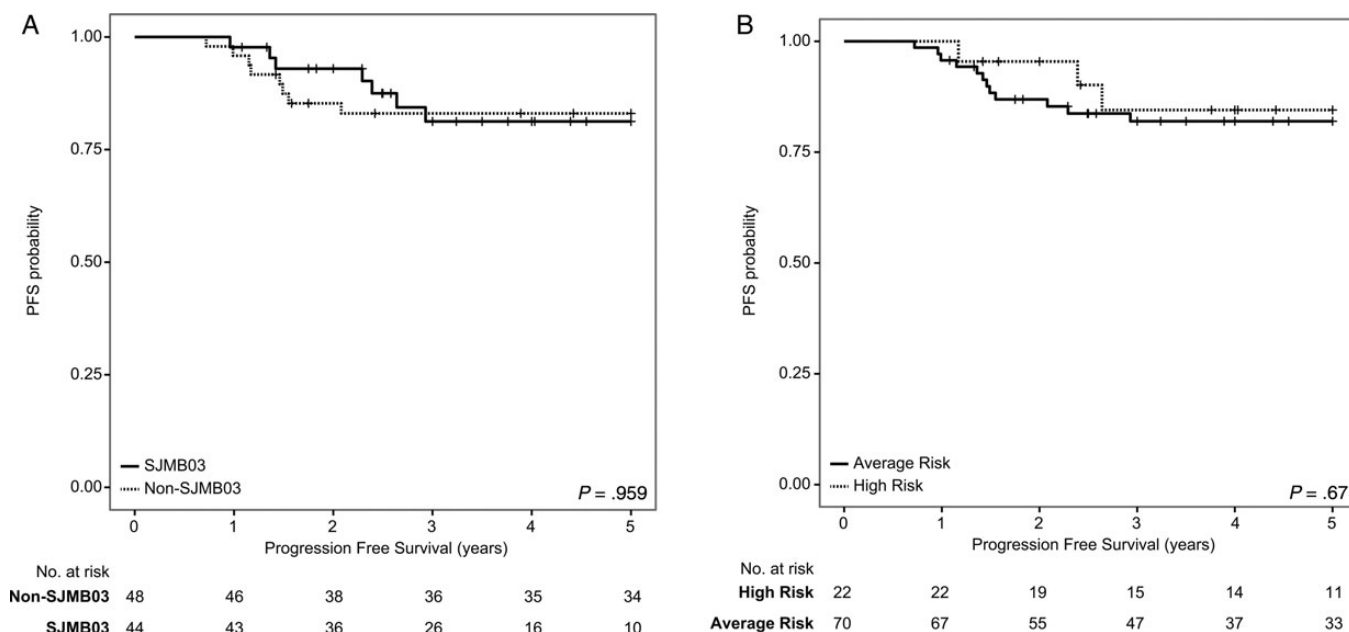 A
1.00
0.75
0.50
0.25
0.00
PFS probability
SJMB03
Non-SJMB03
P = .959
0 1 2 3 4 5
Progression Free Survival (years)
No. at risk
Non-SJMB03 48 46 38 36 35 34
SJMB03 44 43 36 26 16 10
B
1.00
0.75
0.50
0.25
0.00
PFS probability
Average Risk
High Risk
P = .67
0 1 2 3 4 5
Progression Free Survival (years)
No. at risk
High Risk 22 22 19 15 14 11
Average Risk 70 67 55 47 37 33